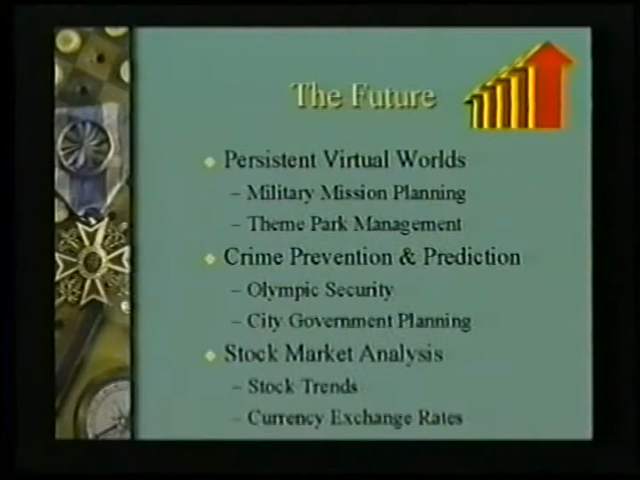 The Future
Persistent Virtual Worlds
– Military Mission Planning
– Theme Park Management
Crime Prevention & Prediction
– Olympic Security
– City Government Planning
Stock Market Analysis
– Stock Trends
– Currency Exchange Rates